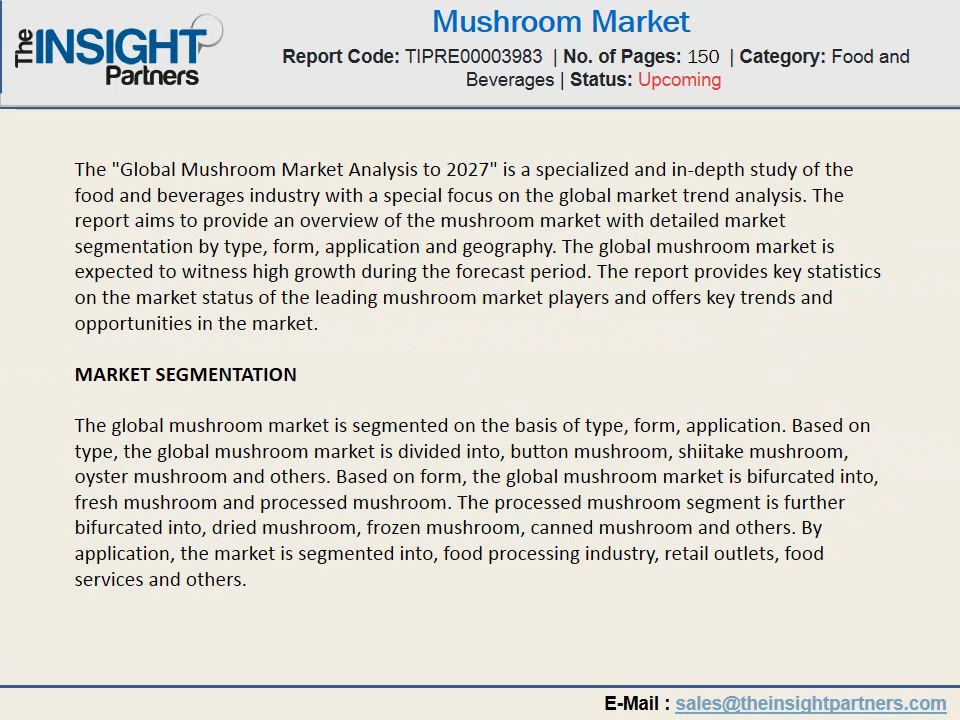 The INSIGHT Partners
Mushroom Market
Report Code: TIPRE00003983 | No. of Pages: 150 | Category: Food and
Beverages | Status: Upcoming
The "Global Mushroom Market Analysis to 2027" is a specialized and in-depth study of the
food and beverages industry with a special focus on the global market trend analysis. The
report aims to provide an overview of the mushroom market with detailed market
segmentation by type, form, application and geography. The global mushroom market is
expected to witness high growth during the forecast period. The report provides key statistics
on the market status of the leading mushroom market players and offers key trends and
opportunities in the market.
MARKET SEGMENTATION
The global mushroom market is segmented on the basis of type, form, application. Based on
type, the global mushroom market is divided into, button mushroom, shiitake mushroom,
oyster mushroom and others. Based on form, the global mushroom market is bifurcated into,
fresh mushroom and processed mushroom. The processed mushroom segment is further
bifurcated into, dried mushroom, frozen mushroom, canned mushroom and others. By
application, the market is segmented into, food processing industry, retail outlets, food
services and others.
E-Mail : sales@theinsightpartners.com